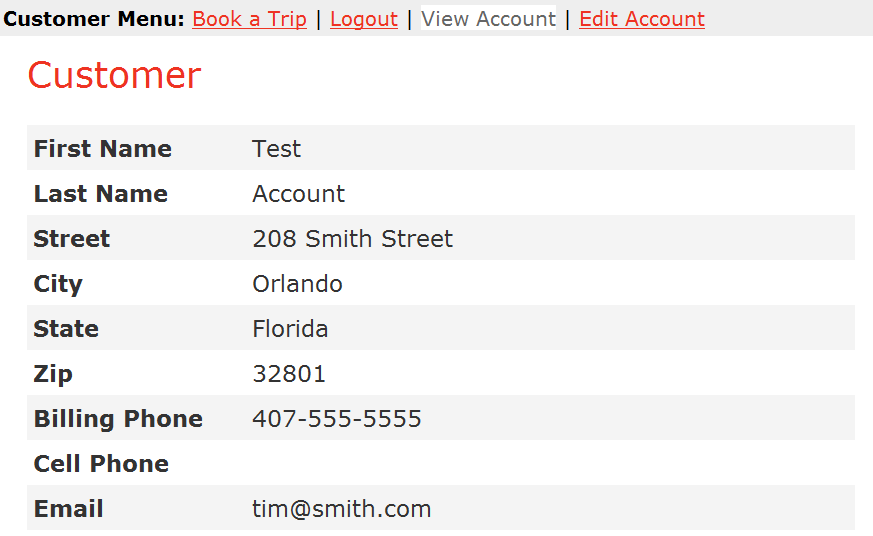 Customer Menu: Book a Trip | Logout | View Account | Edit Account
Customer
First Name Test
Last Name Account
Street 208 Smith Street
City Orlando
State Florida
Zip 32801
Billing Phone 407-555-5555
Cell Phone
Email tim@smith.com